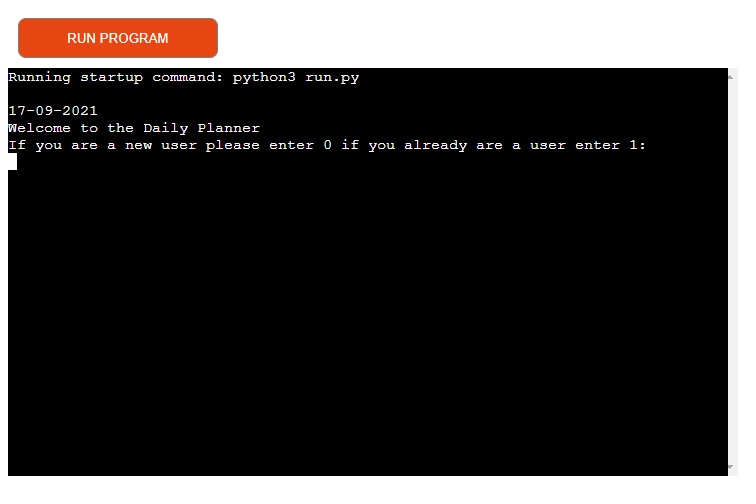 RUN PROGRAM
Running startup command: python3 run.py
17-09-2021
Welcome to the Daily Planner
If you are a new user please enter 0 if you already are a user enter 1: